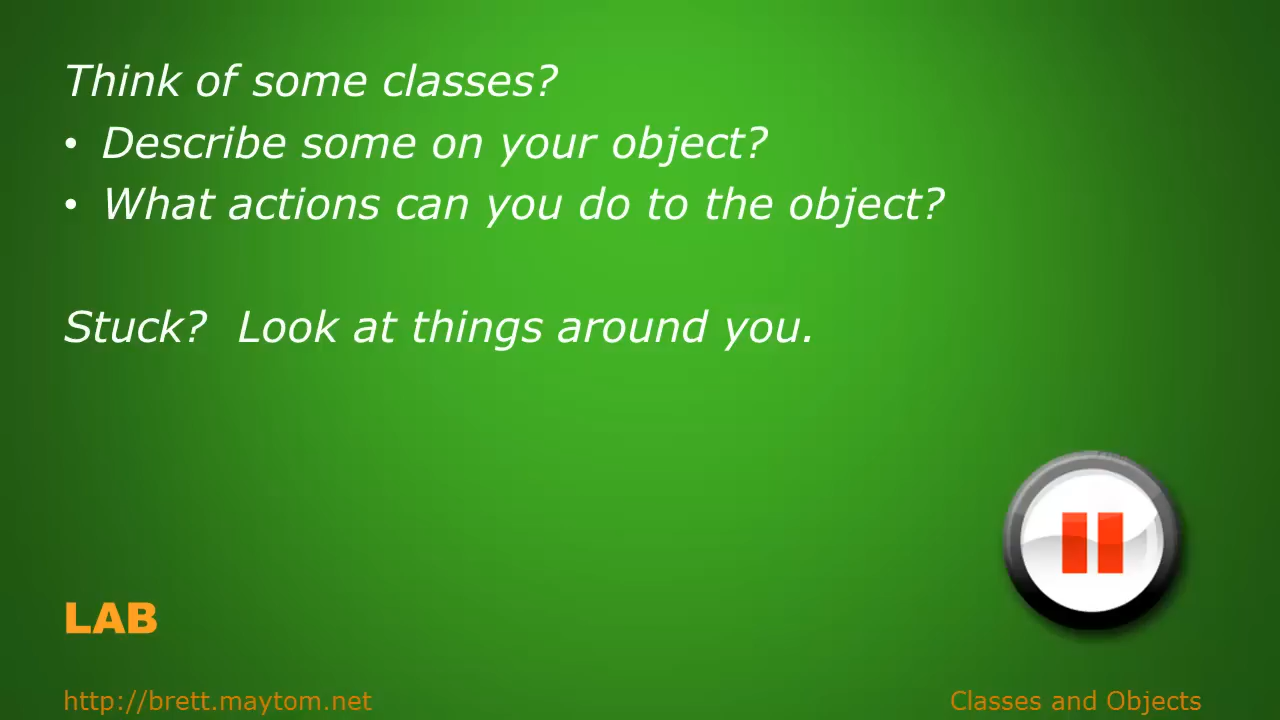 Think of some classes?
• Describe some on your object?
• What actions can you do to the object?
Stuck?  Look at things around you.
LAB
http://brett.maytom.net
Classes and Objects